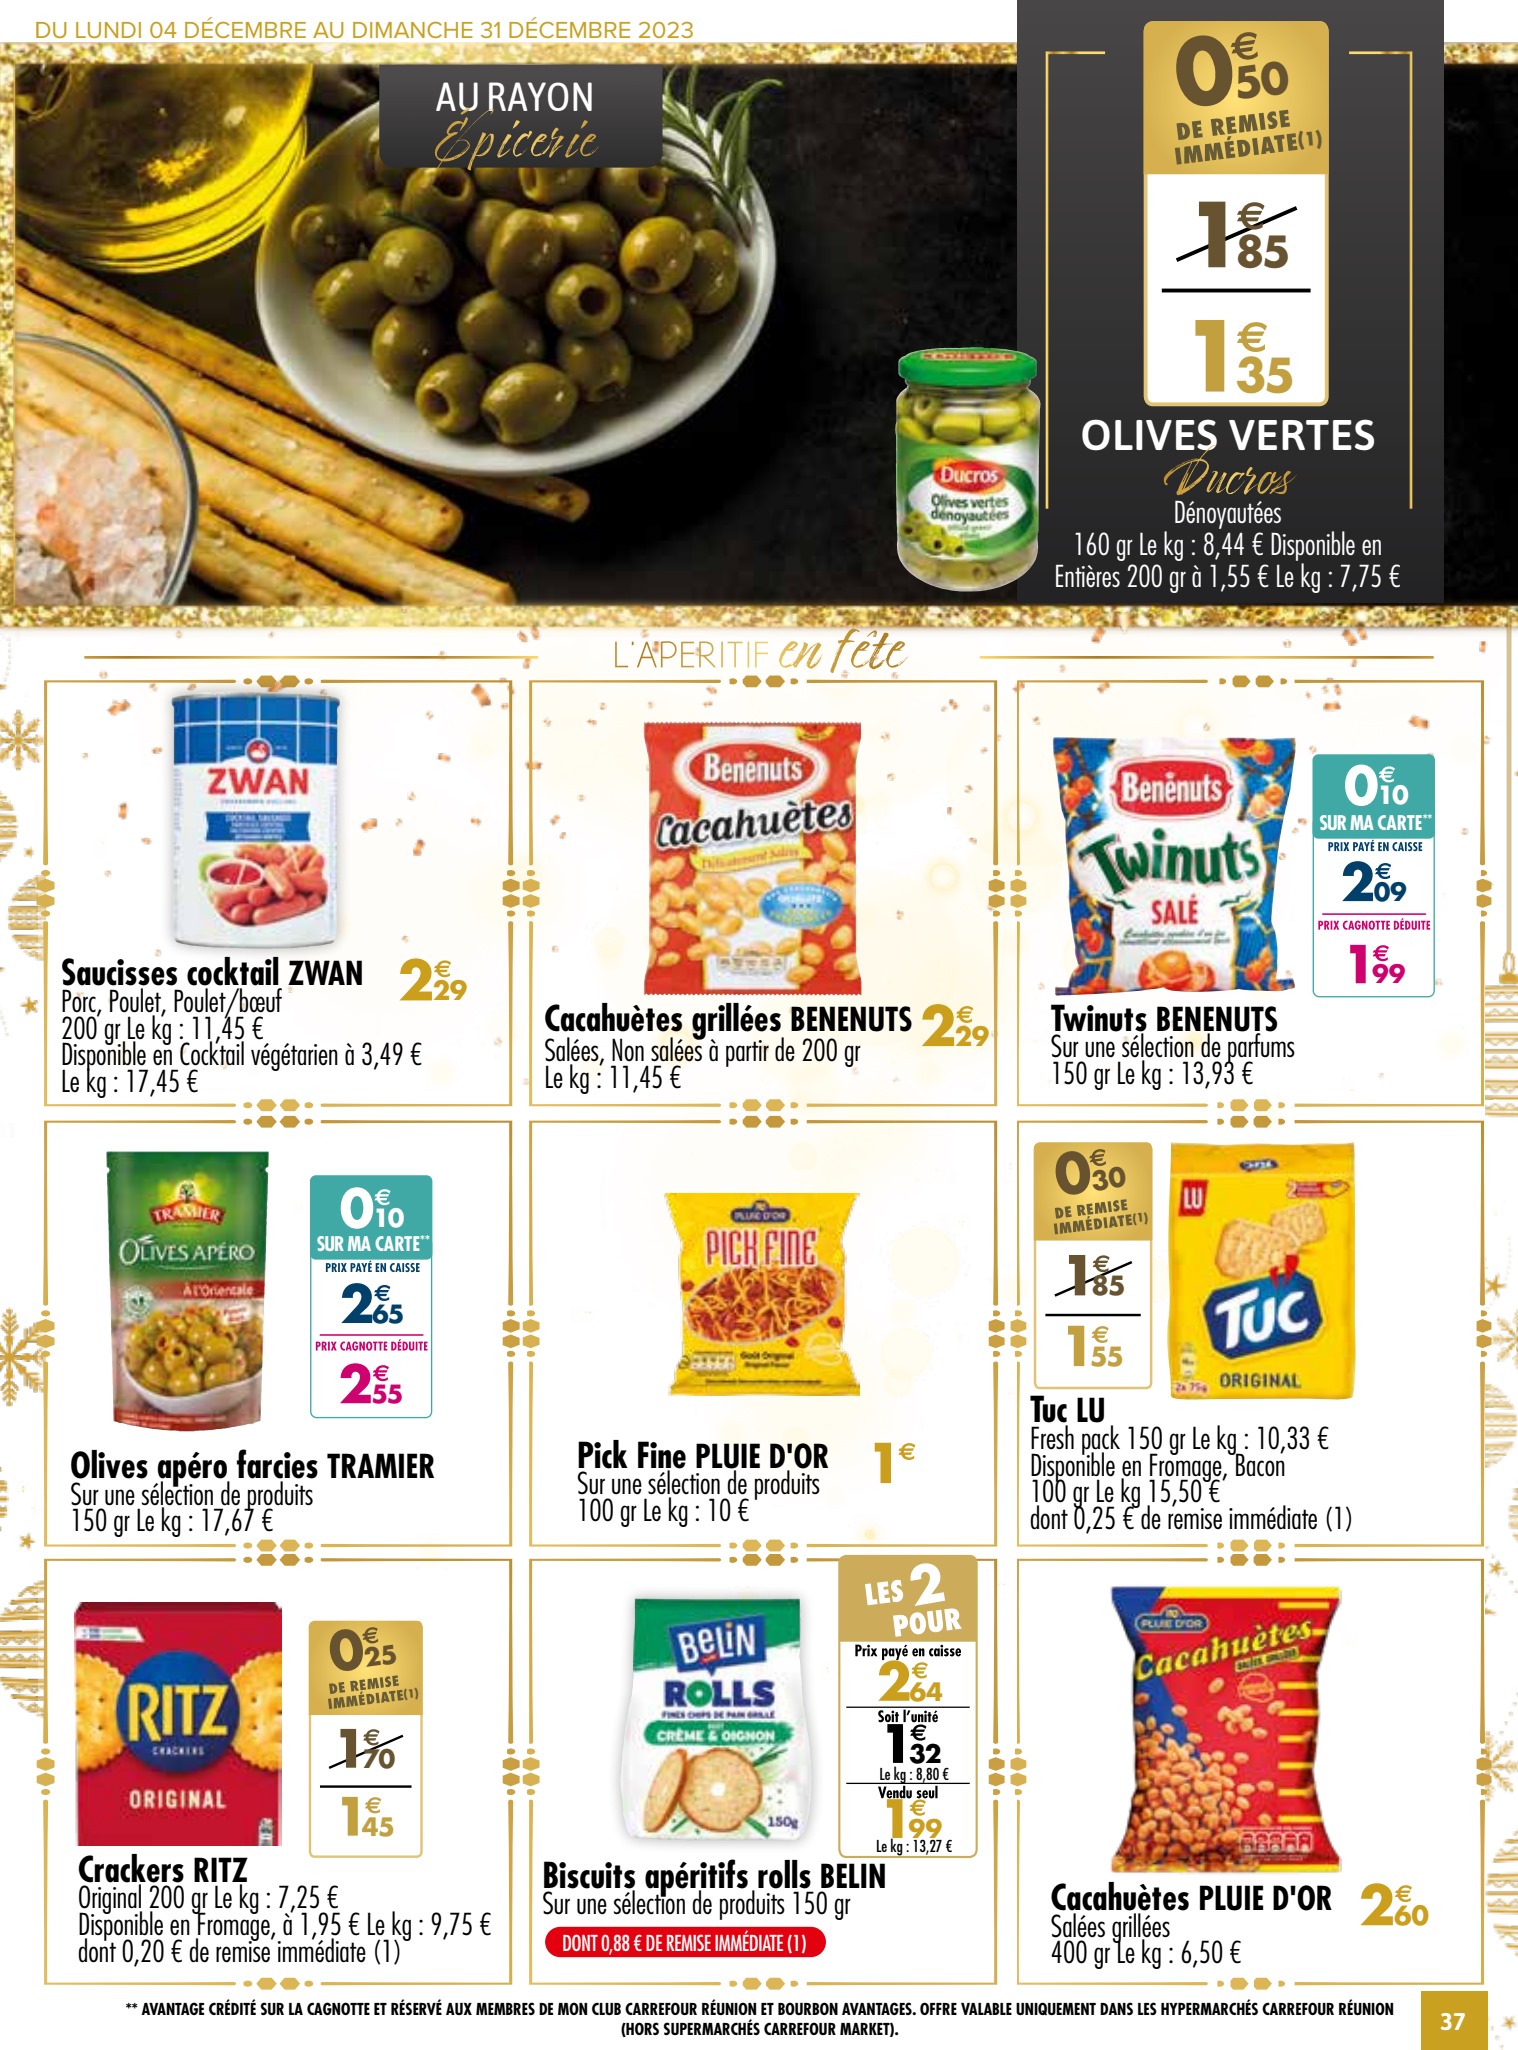 DU LUNDI 04 DÉCEMBRE AU DIMANCHE 31 DÉCEMBRE 2023
AU RAYON
Épicerie
0€50
DE REMISE
IMMÉDIATE(1)
1€85
1€35
Ducros
Olives vertes
dénoyautées
OLIVES VERTES
Ducros
Dénoyautées
160 gr Le kg : 8,44 € Disponible en
Entières 200 gr à 1,55 € Le kg : 7,75 €
L'APERITIF en fête
ZWAN
Saucisses cocktail ZWAN
2€29
Porc, Poulet, Poulet/bœuf
200 gr Le kg : 11,45 €
Disponible en Cocktail végétarien à 3,49 €
Le kg : 17,45 €
Benenuts
Cacahuètes
Cacahuètes grillées BENENUTS
2€29
Salées, Non salées à partir de 200 gr
Le kg : 11,45 €
Benenuts
Twinuts
SALÉ
0€10
SUR MA CARTE**
PRIX PAYÉ EN CAISSE
2€09
PRIX CAGNOTTE DÉDUITE
1€99
Twinuts BENENUTS
Sur une sélection de parfums
150 gr Le kg : 13,93 €
TRAMIER
OLIVES APÉRO
À l'Orientale
0€10
SUR MA CARTE**
PRIX PAYÉ EN CAISSE
2€65
PRIX CAGNOTTE DÉDUITE
2€55
Olives apéro farcies TRAMIER
Sur une sélection de produits
150 gr Le kg : 17,67 €
PLUIE D'OR
PICK FINE
Goût Original
Pick Fine PLUIE D'OR
1€
Sur une sélection de produits
100 gr Le kg : 10 €
0€30
DE REMISE
IMMÉDIATE(1)
1€85
1€55
LU
TUC
ORIGINAL
2x 75g
Tuc LU
Fresh pack 150 gr Le kg : 10,33 €
Disponible en Fromage, Bacon
100 gr Le kg 15,50 €
dont 0,25 € de remise immédiate (1)
RITZ
CRACKERS
ORIGINAL
0€25
DE REMISE
IMMÉDIATE(1)
1€70
1€45
Crackers RITZ
Original 200 gr Le kg : 7,25 €
Disponible en Fromage, à 1,95 € Le kg : 9,75 €
dont 0,20 € de remise immédiate (1)
BELIN
ROLLS
FINES CHIPS DE PAIN GRILLÉ
CRÈME & OIGNON
150g
LES 2
POUR
Prix payé en caisse
2€64
Soit l'unité
1€32
Le kg : 8,80 €
Vendu seul
1€99
Le kg : 13,27 €
Biscuits apéritifs rolls BELIN
Sur une sélection de produits 150 gr
DONT 0,88 € DE REMISE IMMÉDIATE (1)
PLUIE D'OR
Cacahuètes
Cacahuètes PLUIE D'OR
2€60
Salées grillées
400 gr Le kg : 6,50 €
** AVANTAGE CRÉDITÉ SUR LA CAGNOTTE ET RÉSERVÉ AUX MEMBRES DE MON CLUB CARREFOUR RÉUNION ET BOURBON AVANTAGES. OFFRE VALABLE UNIQUEMENT DANS LES HYPERMARCHÉS CARREFOUR RÉUNION
(HORS SUPERMARCHÉS CARREFOUR MARKET).
37